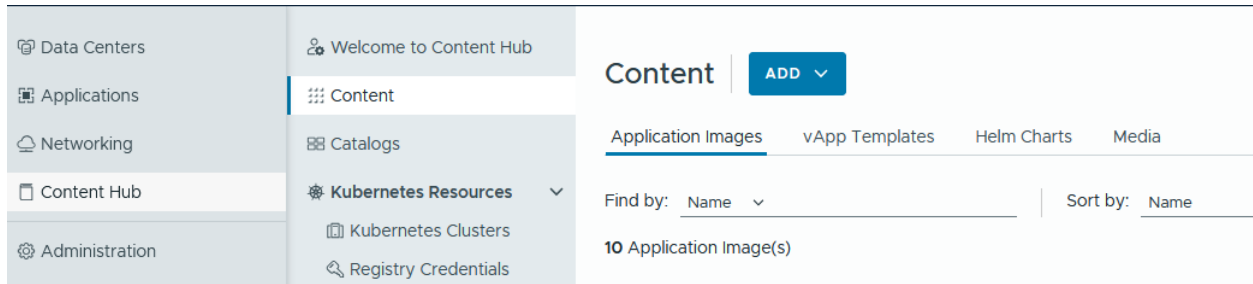 Data Centers
Applications
Networking
Content Hub
Administration
Welcome to Content Hub
Content
Catalogs
Kubernetes Resources
Kubernetes Clusters
Registry Credentials
Content
ADD
Application Images vApp Templates Helm Charts Media
Find by: Name Sort by: Name
10 Application Image(s)